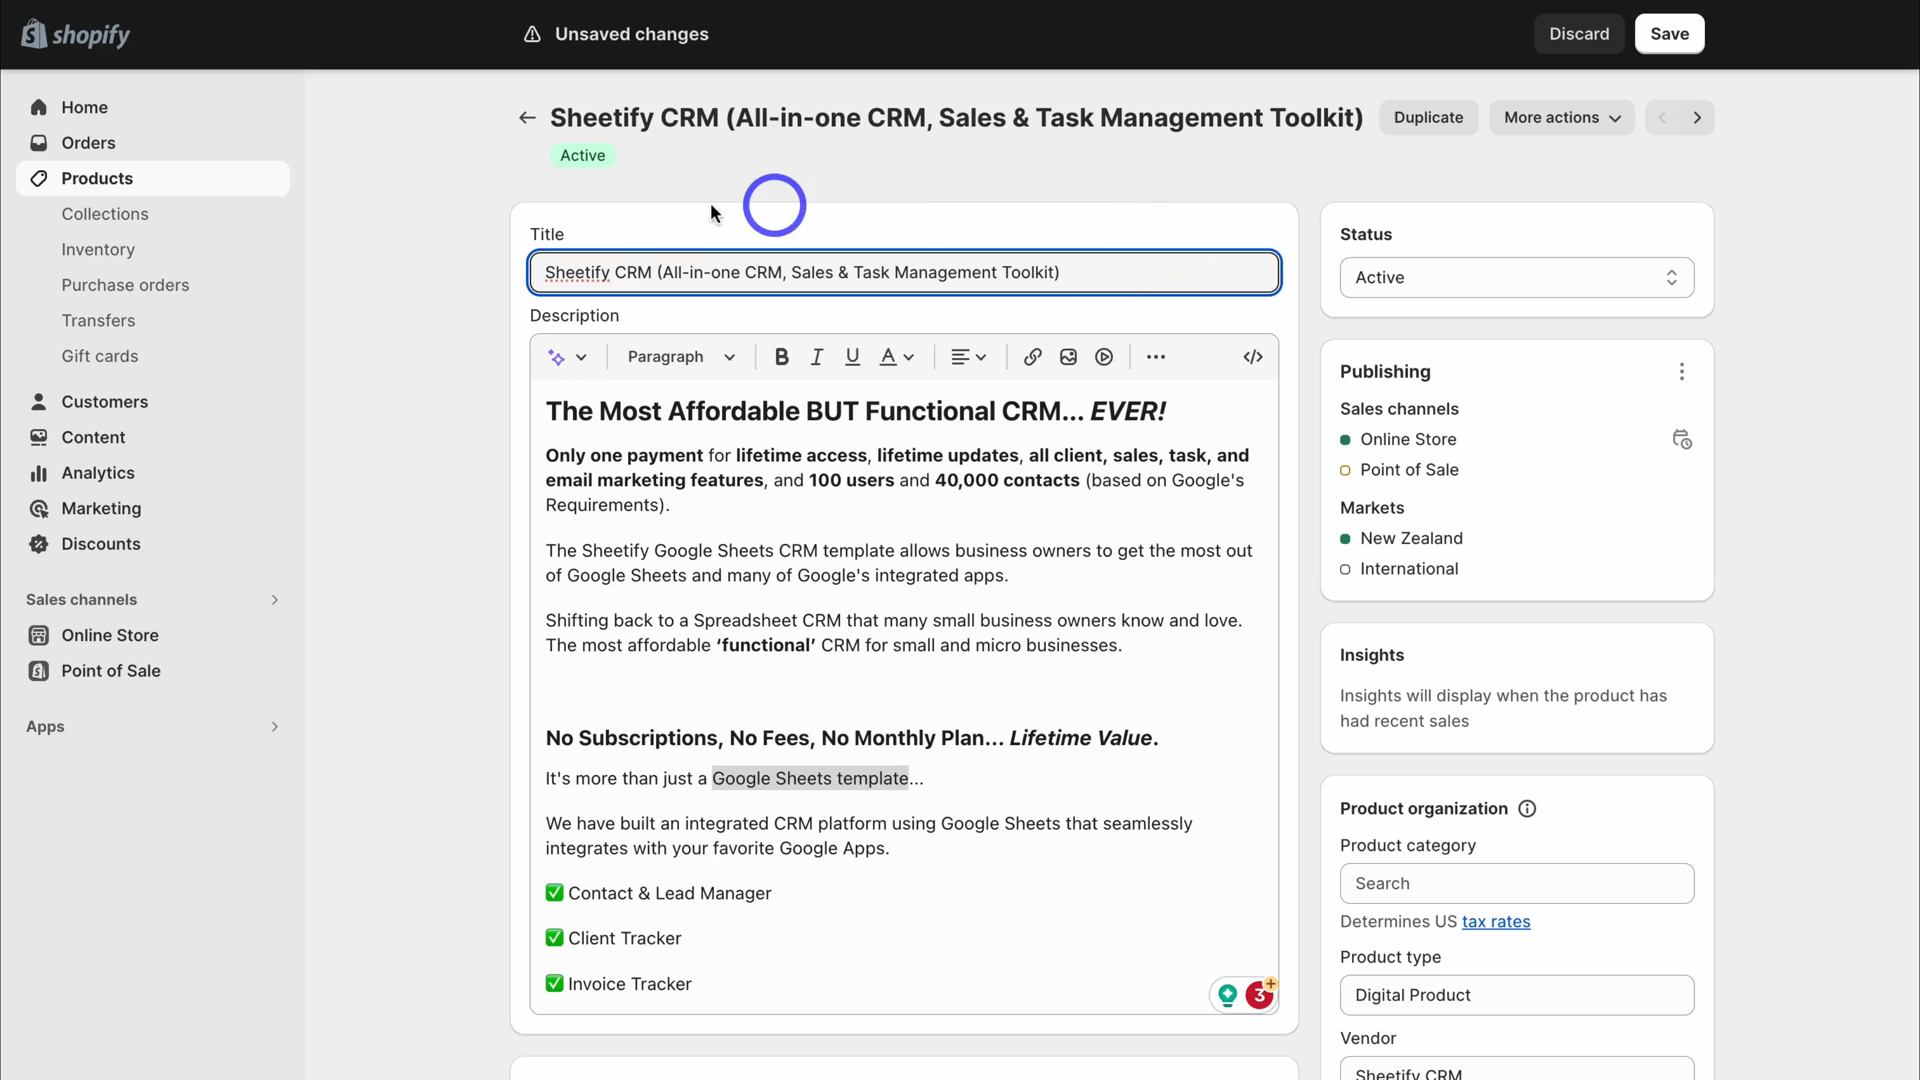 shopify
Unsaved changes
Discard
Save
Home
Orders
Products
Collections
Inventory
Purchase orders
Transfers
Gift cards
Customers
Content
Analytics
Marketing
Discounts
Sales channels
Online Store
Point of Sale
Apps
Sheetify CRM (All-in-one CRM, Sales & Task Management Toolkit)
Duplicate
More actions
Active
Title
Sheetify CRM (All-in-one CRM, Sales & Task Management Toolkit)
Description
Paragraph
The Most Affordable BUT Functional CRM... EVER!
Only one payment for lifetime access, lifetime updates, all client, sales, task, and
email marketing features, and 100 users and 40,000 contacts (based on Google's
Requirements).
The Sheetify Google Sheets CRM template allows business owners to get the most out
of Google Sheets and many of Google's integrated apps.
Shifting back to a Spreadsheet CRM that many small business owners know and love.
The most affordable ‘functional’ CRM for small and micro businesses.
No Subscriptions, No Fees, No Monthly Plan... Lifetime Value.
It's more than just a Google Sheets template...
We have built an integrated CRM platform using Google Sheets that seamlessly
integrates with your favorite Google Apps.
✅ Contact & Lead Manager
✅ Client Tracker
✅ Invoice Tracker
3
Status
Active
Publishing
Sales channels
Online Store
Point of Sale
Markets
New Zealand
International
Insights
Insights will display when the product has
had recent sales
Product organization
Product category
Search
Determines US tax rates
Product type
Digital Product
Vendor
Sheetify CRM